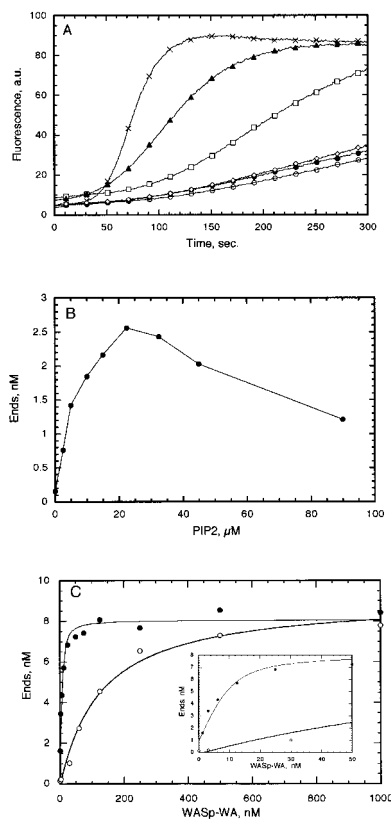 A
Fluorescence, a.u.
100
80
60
40
20
0
0 50 100 150 200 250 300
Time, sec.
B
Ends, nM
3
2.5
2
1.5
1
0.5
0
0 20 40 60 80 100
PIP2, µM
C
Ends, nM
10
8
6
4
2
0
0 200 400 600 800 1000
WASp-WA, nM
Ends, nM
8
7
6
5
4
3
2
1
0
0 10 20 30 40 50
WASp-WA, nM